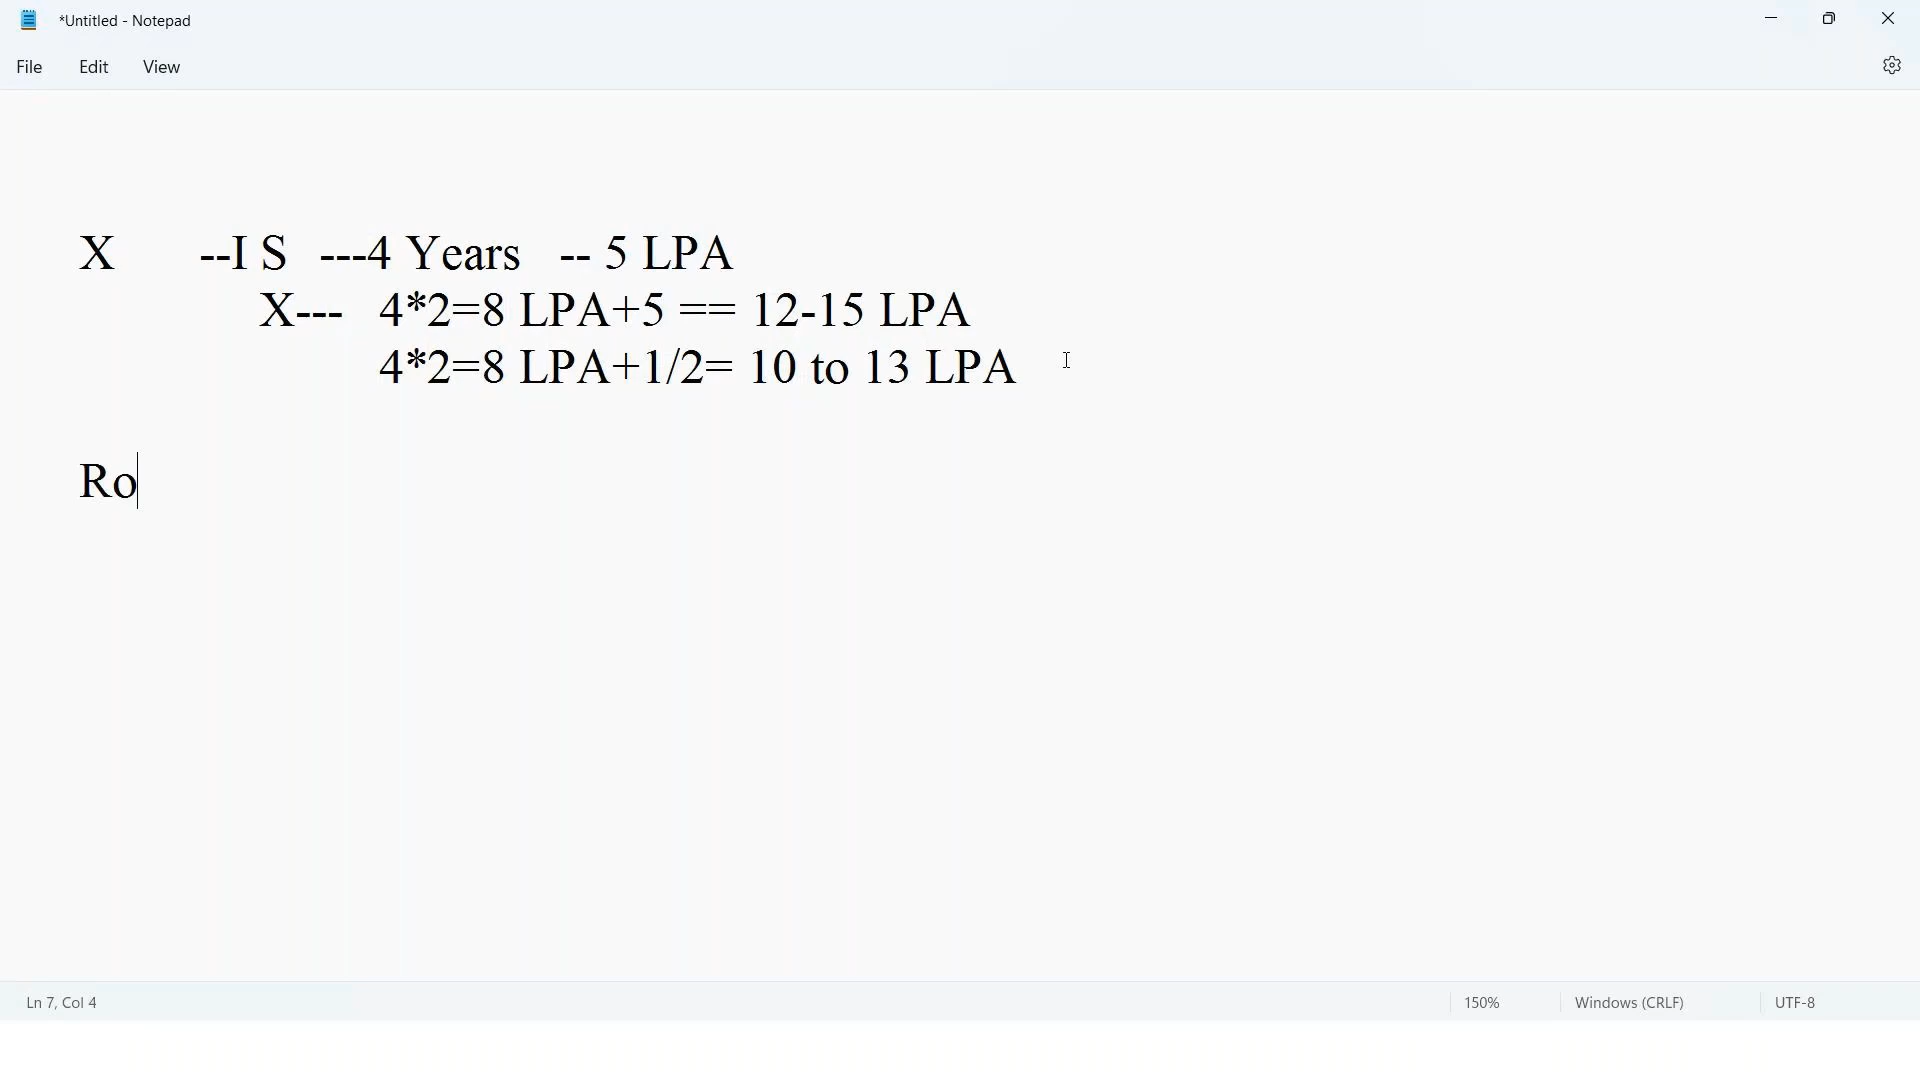 *Untitled - Notepad
File Edit View
X --I S ---4 Years -- 5 LPA
X--- 4*2=8 LPA+5 == 12-15 LPA
4*2=8 LPA+1/2= 10 to 13 LPA
Ro
Ln 7, Col 4 150% Windows (CRLF) UTF-8